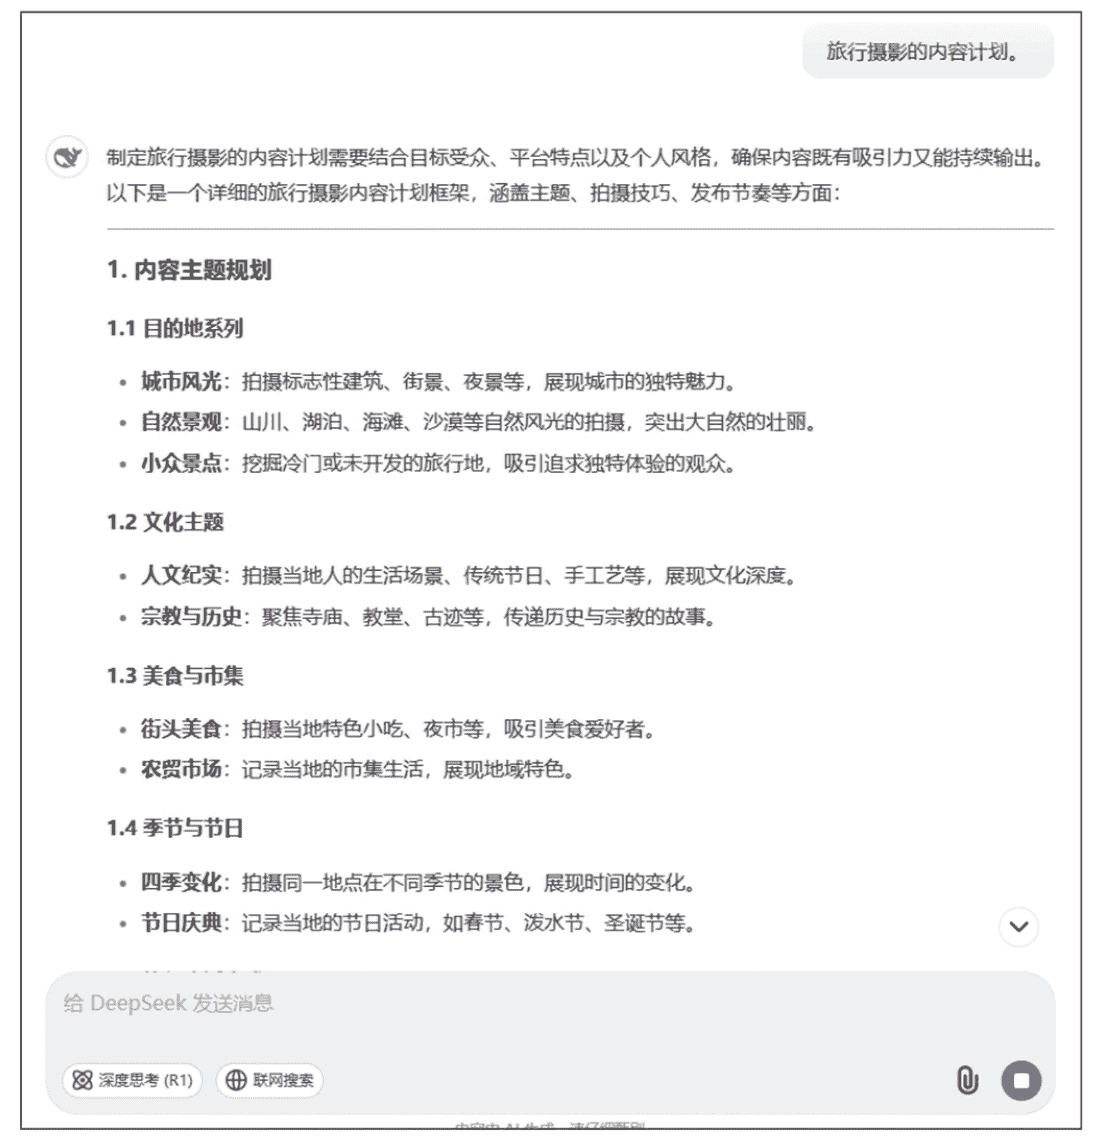 旅行摄影的内容计划。
制定旅行摄影的内容计划需要结合目标受众、平台特点以及个人风格，确保内容既有吸引力又能持续输出。
以下是一个详细的旅行摄影内容计划框架，涵盖主题、拍摄技巧、发布节奏等方面：
1. 内容主题规划
1.1 目的地系列
• 城市风光：拍摄标志性建筑、街景、夜景等，展现城市的独特魅力。
• 自然景观：山川、湖泊、海滩、沙漠等自然风光的拍摄，突出大自然的壮丽。
• 小众景点：挖掘冷门或未开发的旅行地，吸引追求独特体验的观众。
1.2 文化主题
• 人文纪实：拍摄当地人的生活场景、传统节日、手工艺等，展现文化深度。
• 宗教与历史：聚焦寺庙、教堂、古迹等，传递历史与宗教的故事。
1.3 美食与市集
• 街头美食：拍摄当地特色小吃、夜市等，吸引美食爱好者。
• 农贸市场：记录当地的市集生活，展现地域特色。
1.4 季节与节日
• 四季变化：拍摄同一地点在不同季节的景色，展现时间的变化。
• 节日庆典：记录当地的节日活动，如春节、泼水节、圣诞节等。
给 DeepSeek 发送消息
深度思考 (R1) 联网搜索